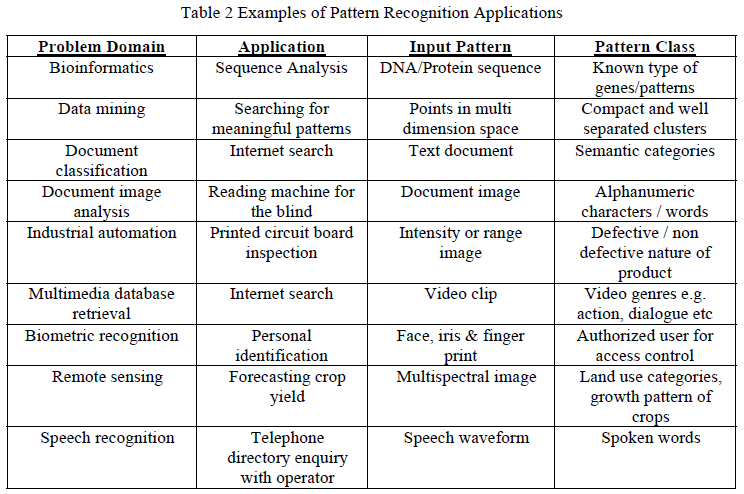 Table 2 Examples of Pattern Recognition Applications
Problem Domain Application Input Pattern Pattern Class
Bioinformatics Sequence Analysis DNA/Protein sequence Known type of
genes/patterns
Data mining Searching for Points in multi Compact and well
meaningful patterns dimension space separated clusters
Document Internet search Text document Semantic categories
classification
Document image Reading machine for Document image Alphanumeric
analysis the blind characters / words
Industrial automation Printed circuit board Intensity or range Defective / non
inspection image defective nature of
product
Multimedia database Internet search Video clip Video genres e.g.
retrieval action, dialogue etc
Biometric recognition Personal Face, iris & finger Authorized user for
identification print access control
Remote sensing Forecasting crop Multispectral image Land use categories,
yield growth pattern of
crops
Speech recognition Telephone Speech waveform Spoken words
directory enquiry
with operator